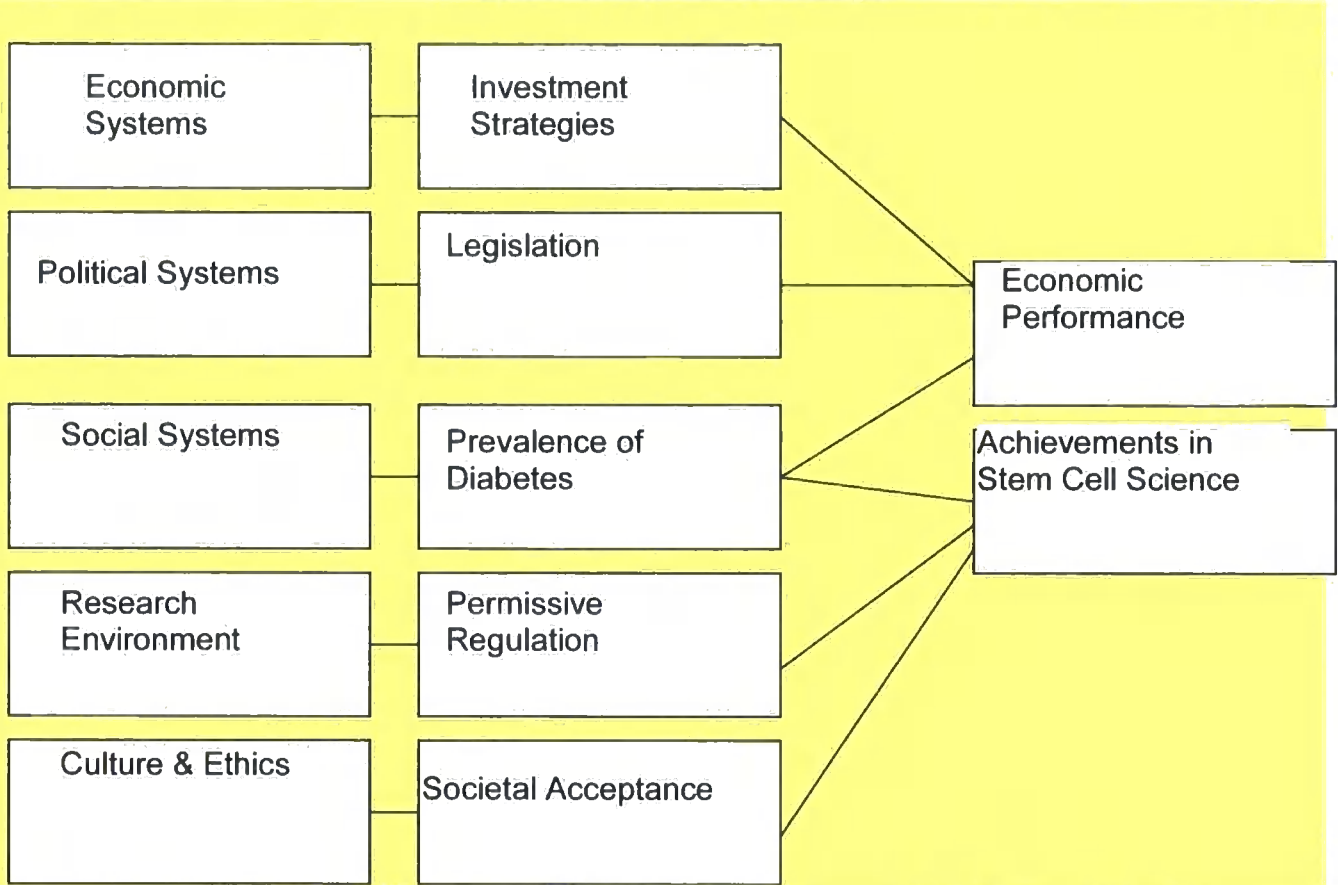 Economic
Systems
Investment
Strategies
Political Systems
Legislation
Economic
Performance
Social Systems
Prevalence of
Diabetes
Achievements in
Stem Cell Science
Research
Environment
Permissive
Regulation
Culture & Ethics
Societal Acceptance